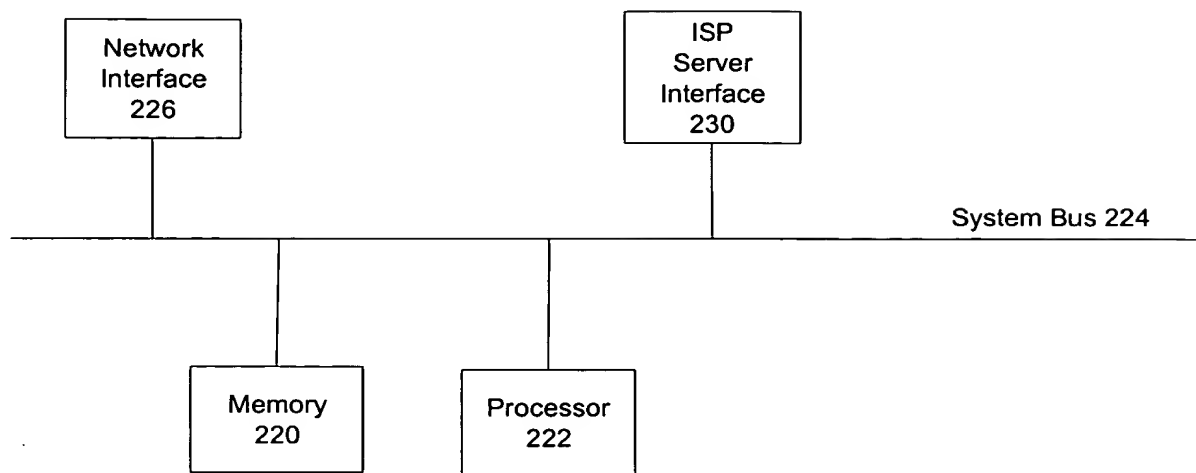 Network
Interface
226
ISP
Server
Interface
230
System Bus 224
Memory
220
Processor
222